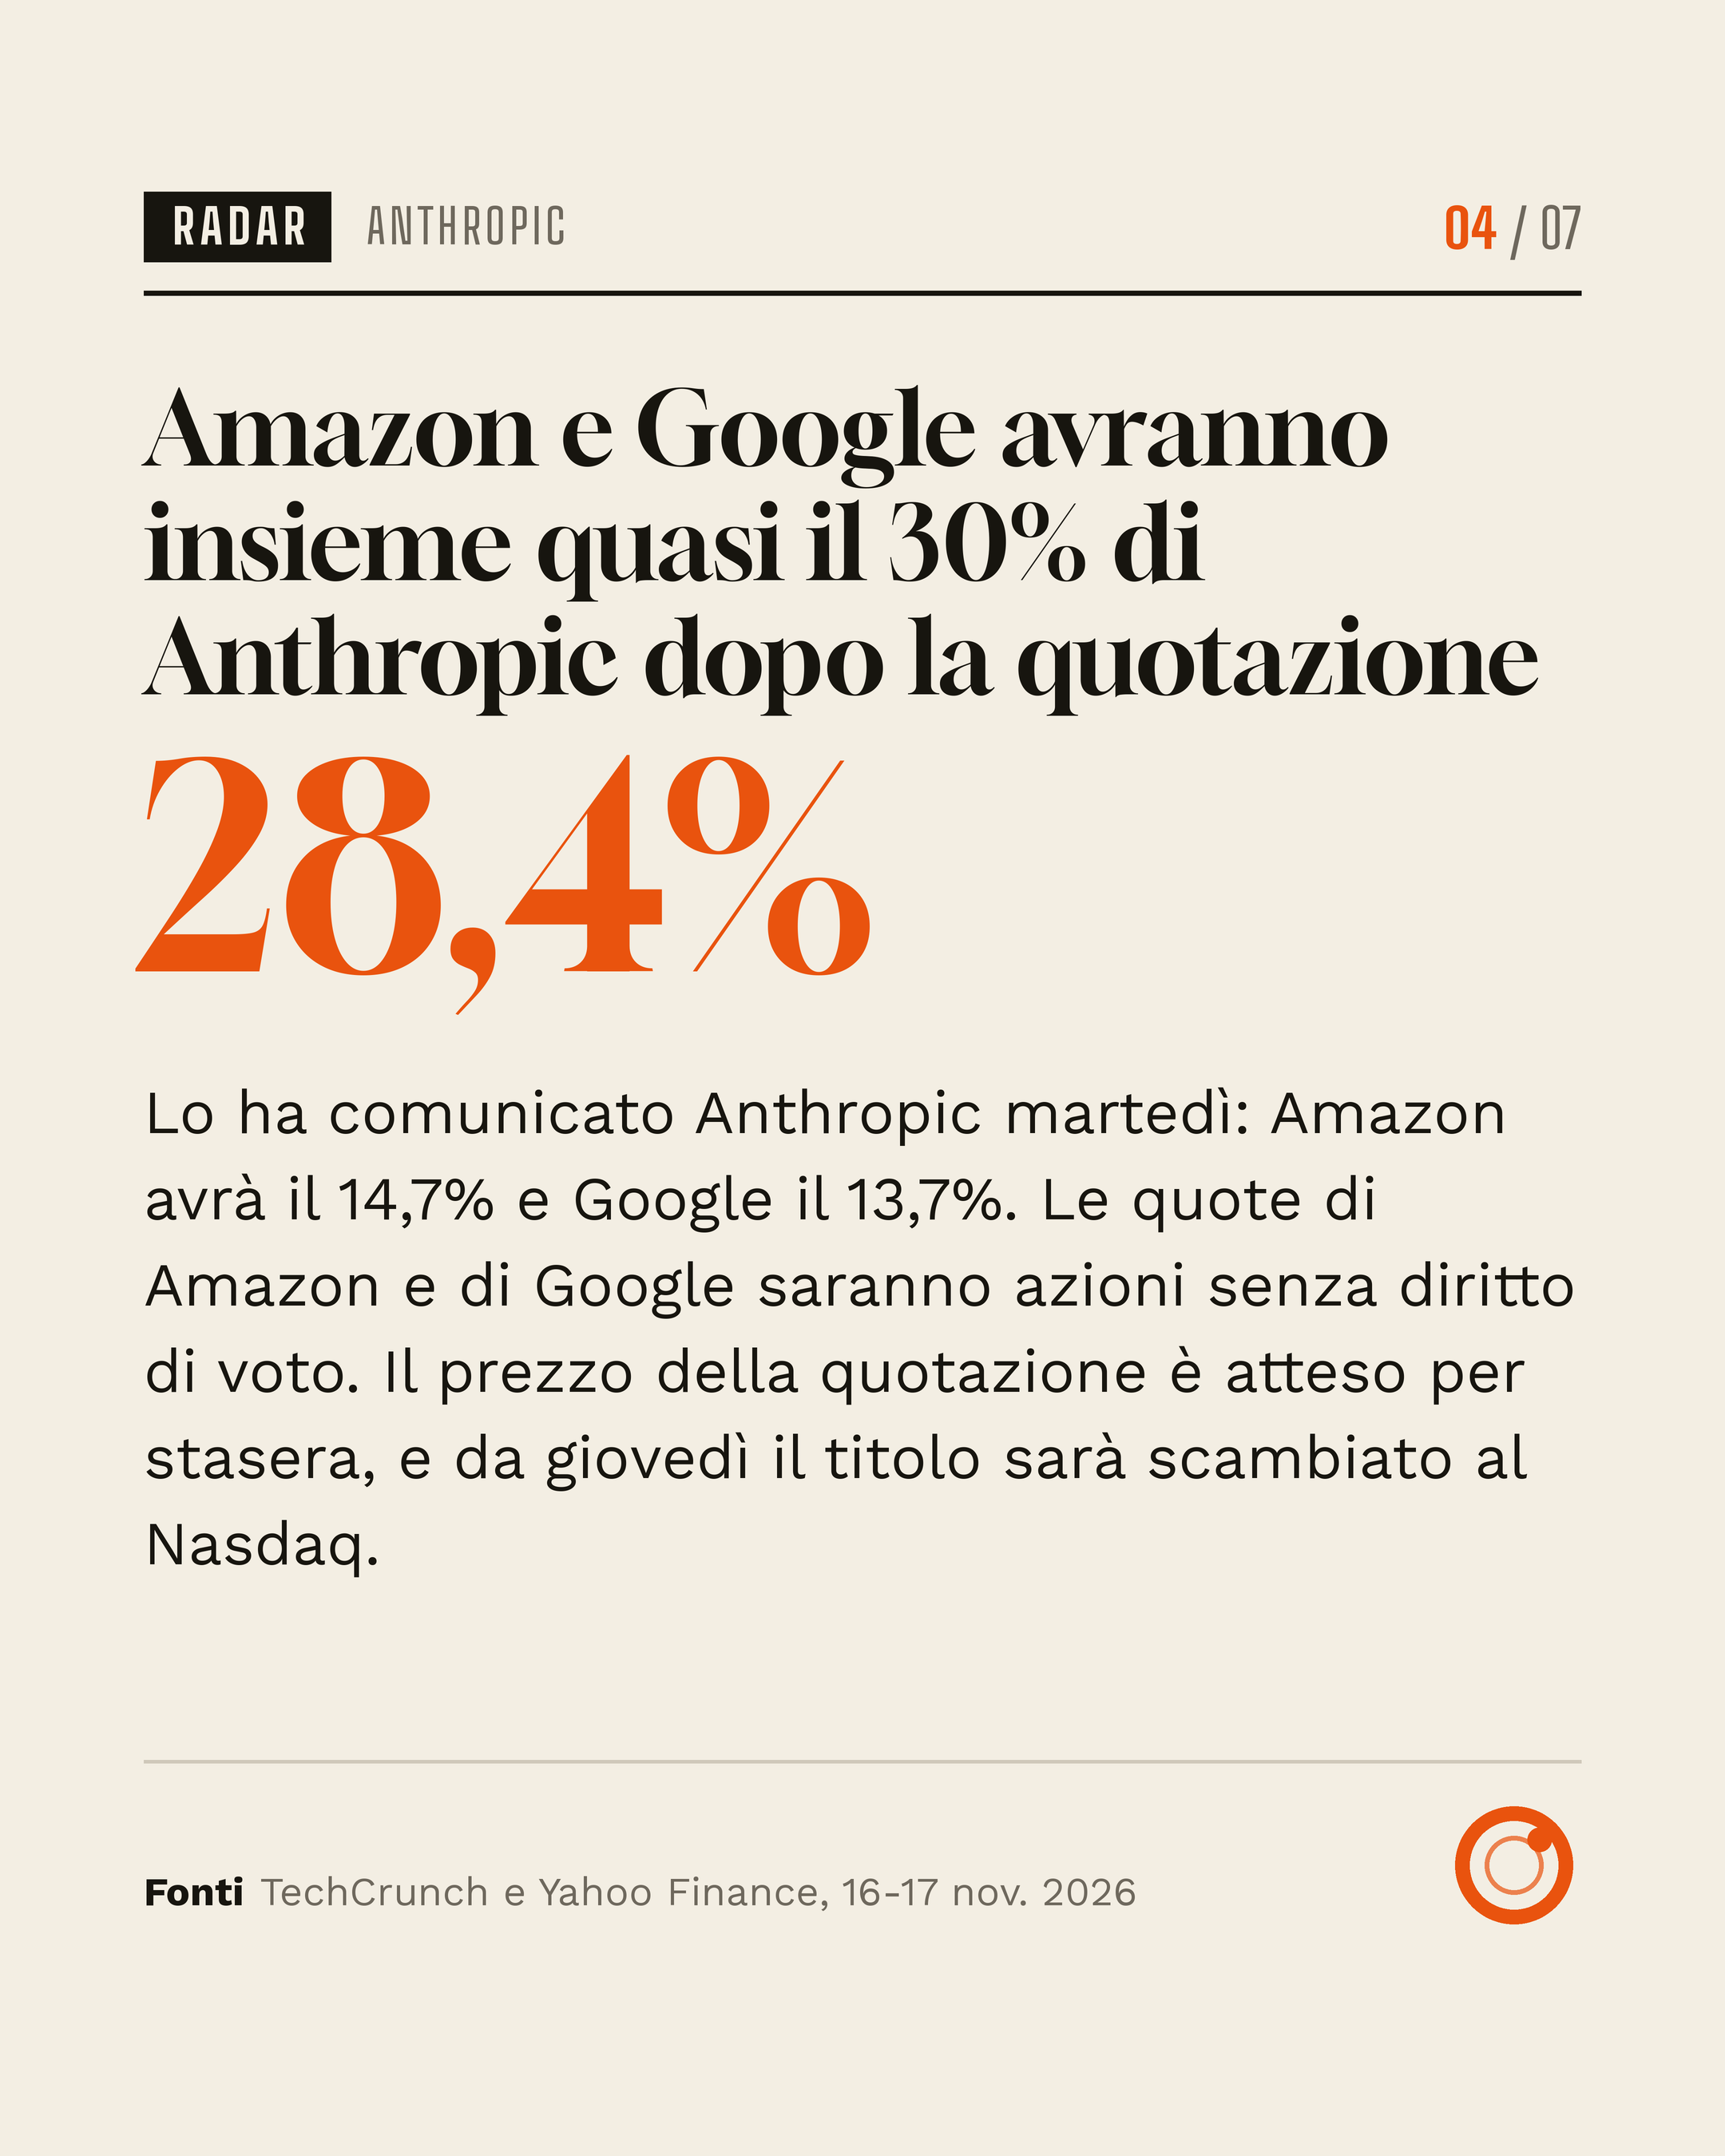 RADAR ANTHROPIC 04 / 07
Amazon e Google avranno
insieme quasi il 30% di
Anthropic dopo la quotazione
28,4%
Lo ha comunicato Anthropic martedì: Amazon
avrà il 14,7% e Google il 13,7%. Le quote di
Amazon e di Google saranno azioni senza diritto
di voto. Il prezzo della quotazione è atteso per
stasera, e da giovedì il titolo sarà scambiato al
Nasdaq.
Fonti TechCrunch e Yahoo Finance, 16-17 nov. 2026